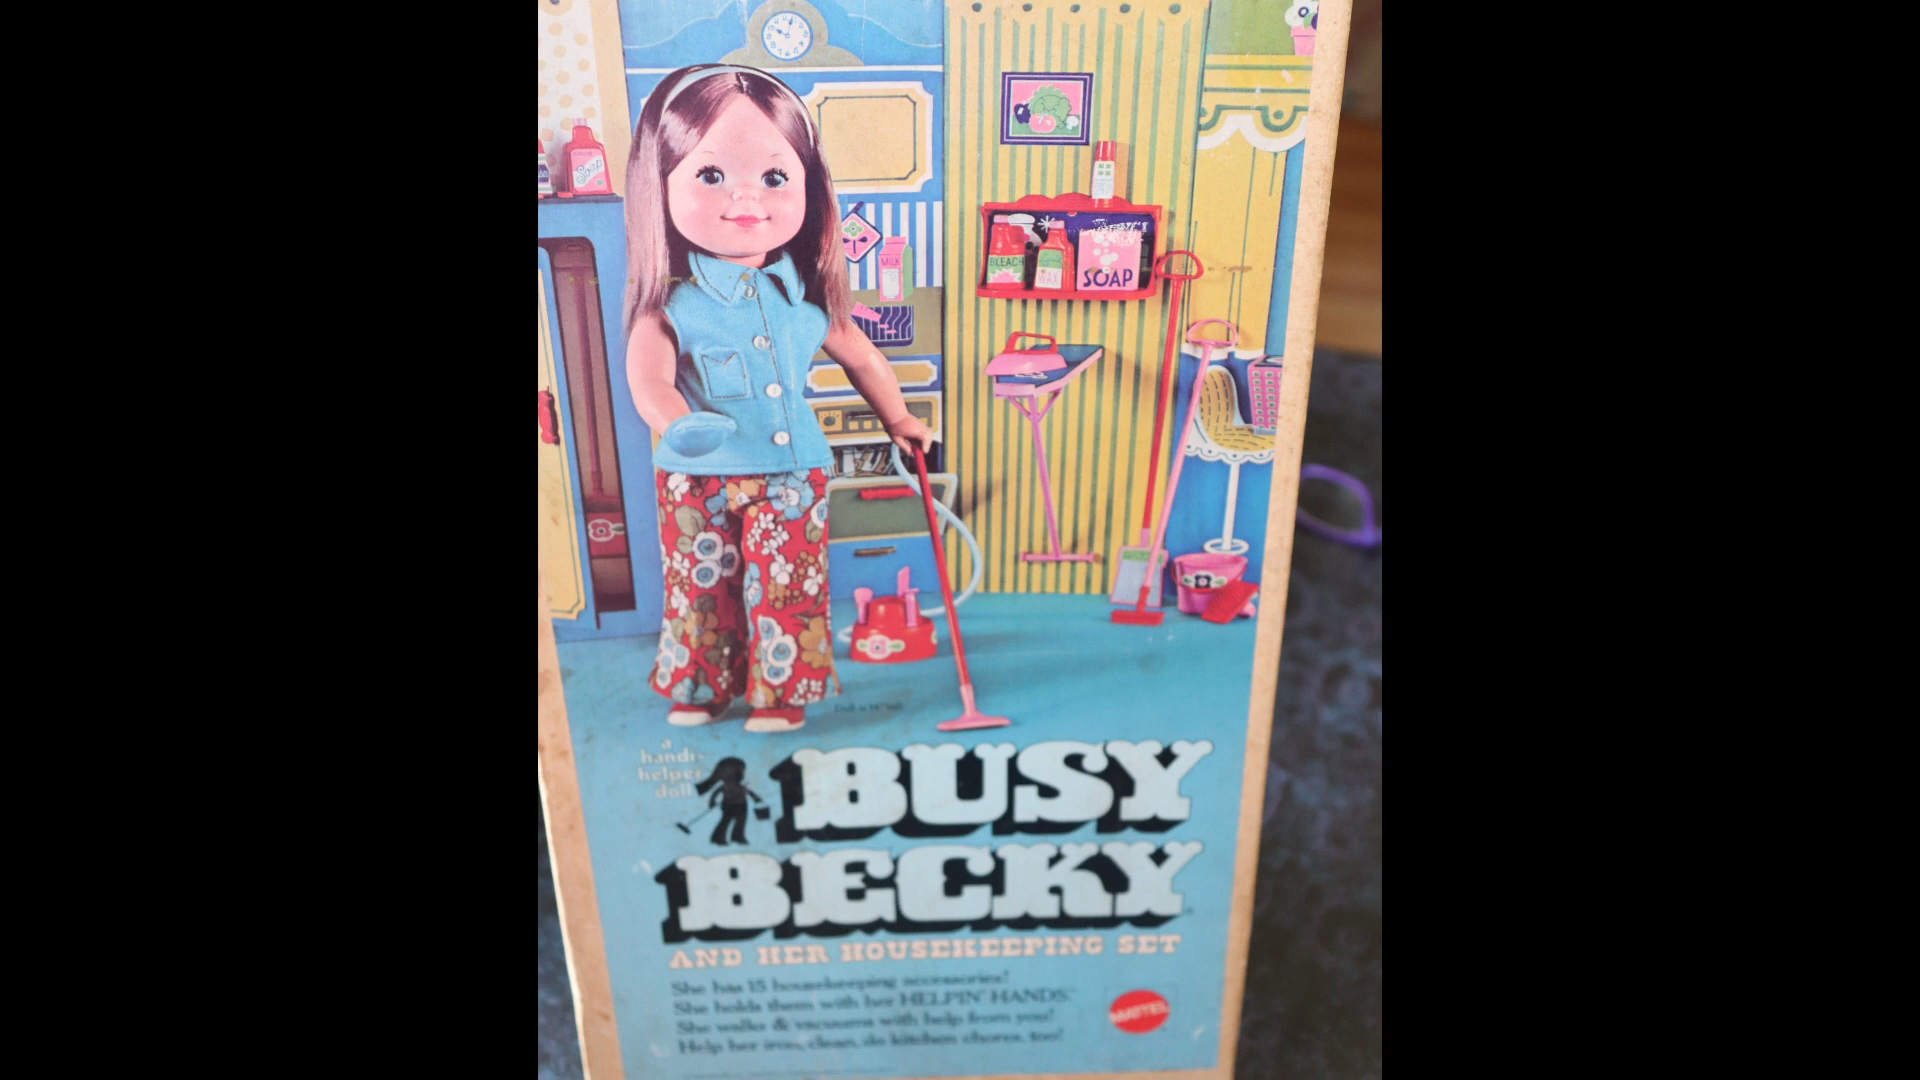 Soap
MILK
BLEACH
WAX
SOAP
a
handi-
helper
doll
BUSY
BECKY
AND HER HOUSEKEEPING SET
She has 15 housekeeping accessories!
She holds them with her HELPIN' HANDS.™
She walks & vacuums with help from you!
Help her iron, clean, do kitchen chores, too!
MATTEL